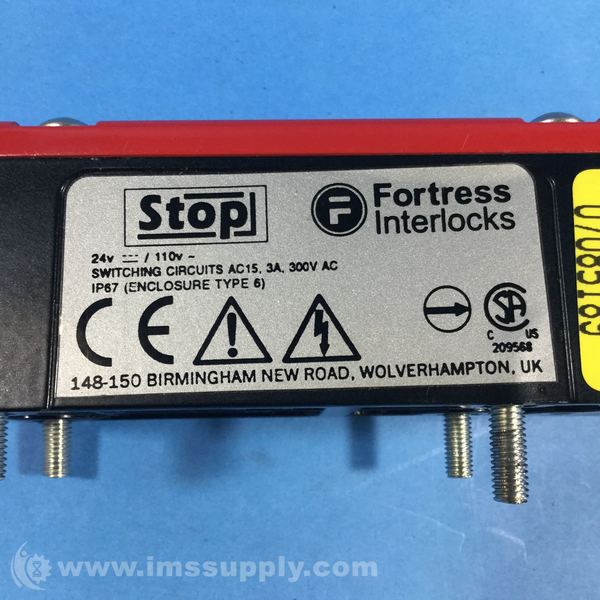 Stop
F Fortress
Interlocks
24v ⎓ / 110v ~
SWITCHING CIRCUITS AC15, 3A, 300V AC
IP67 (ENCLOSURE TYPE 6)
CE
SA
C US
209568
148-150 BIRMINGHAM NEW ROAD, WOLVERHAMPTON, UK
www.imssupply.com